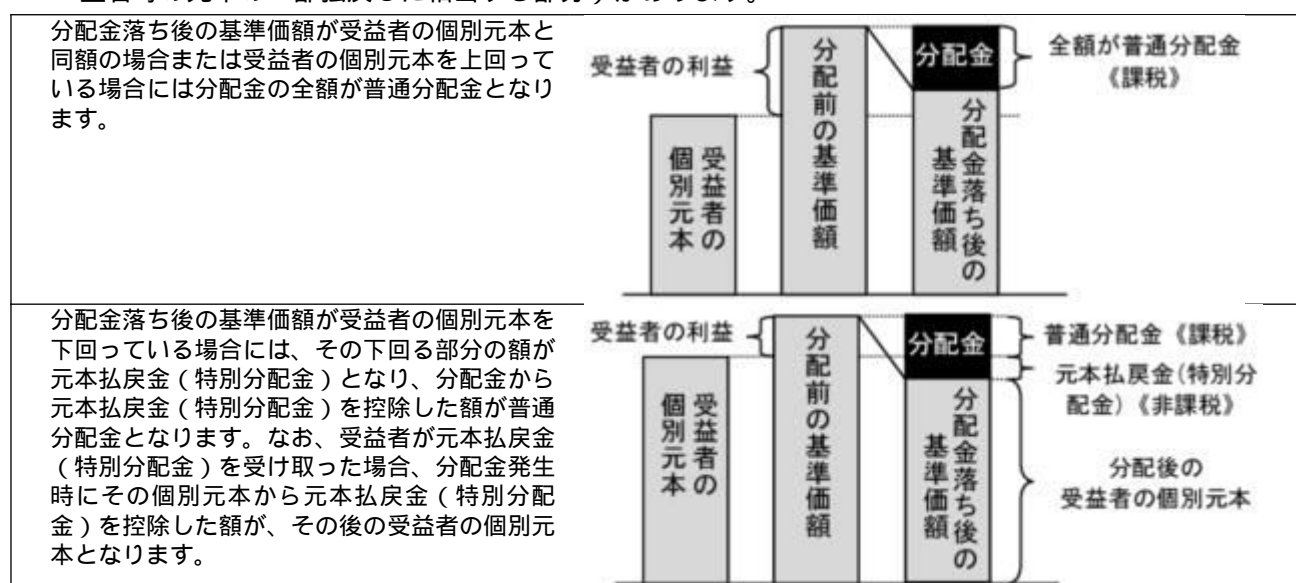 分配金落ち後の基準価額が受益者の個別元本と
同額の場合または受益者の個別元本を上回って
いる場合には分配金の全額が普通分配金となり
ます。
受益者の利益
受益者の
個別元本
分配前の基準価額
分配金
分配金落ち後の
基準価額
全額が普通分配金
《課税》
分配金落ち後の基準価額が受益者の個別元本を
下回っている場合には、その下回る部分の額が
元本払戻金（特別分配金）となり、分配金から
元本払戻金（特別分配金）を控除した額が普通
分配金となります。なお、受益者が元本払戻金
（特別分配金）を受け取った場合、分配金発生
時にその個別元本から元本払戻金（特別分配
金）を控除した額が、その後の受益者の個別元
本となります。
受益者の利益
受益者の
個別元本
分配前の基準価額
分配金
分配金落ち後の
基準価額
普通分配金《課税》
元本払戻金(特別分
配金)《非課税》
分配後の
受益者の個別元本